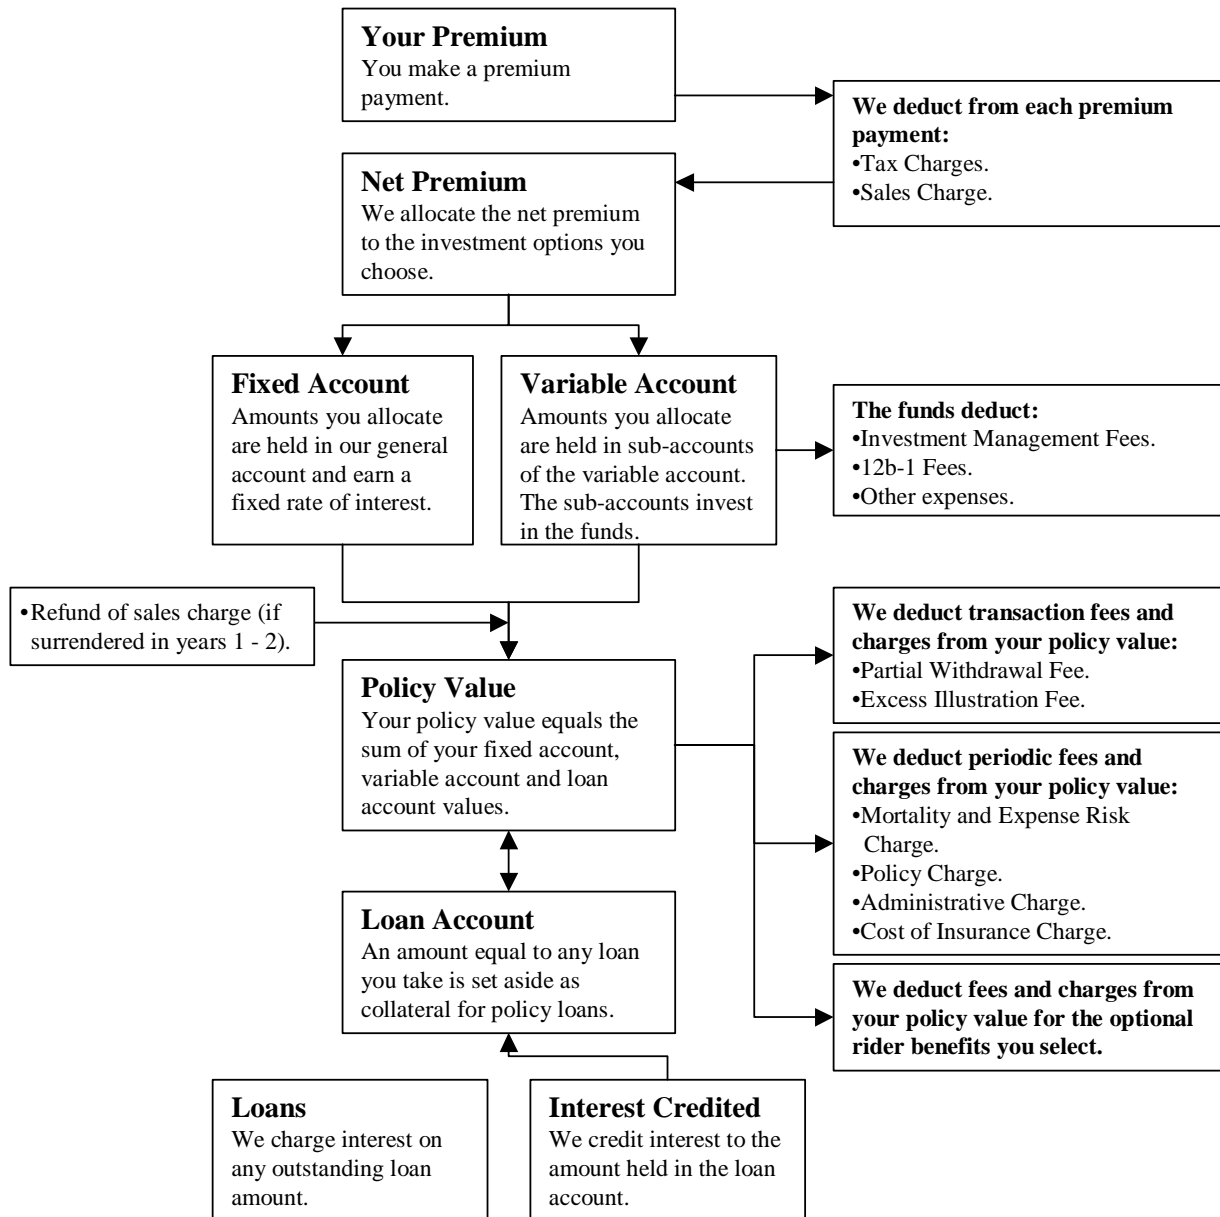 Your Premium
You make a premium
payment.
We deduct from each premium
payment:
•Tax Charges.
•Sales Charge.
Net Premium
We allocate the net premium
to the investment options you
choose.
Fixed Account
Amounts you allocate
are held in our general
account and earn a
fixed rate of interest.
Variable Account
Amounts you allocate
are held in sub-accounts
of the variable account.
The sub-accounts invest
in the funds.
The funds deduct:
•Investment Management Fees.
•12b-1 Fees.
•Other expenses.
•Refund of sales charge (if
surrendered in years 1 - 2).
Policy Value
Your policy value equals the
sum of your fixed account,
variable account and loan
account values.
We deduct transaction fees and
charges from your policy value:
•Partial Withdrawal Fee.
•Excess Illustration Fee.
We deduct periodic fees and
charges from your policy value:
•Mortality and Expense Risk
Charge.
•Policy Charge.
•Administrative Charge.
•Cost of Insurance Charge.
Loan Account
An amount equal to any loan
you take is set aside as
collateral for policy loans.
We deduct fees and charges from
your policy value for the optional
rider benefits you select.
Loans
We charge interest on
any outstanding loan
amount.
Interest Credited
We credit interest to the
amount held in the loan
account.